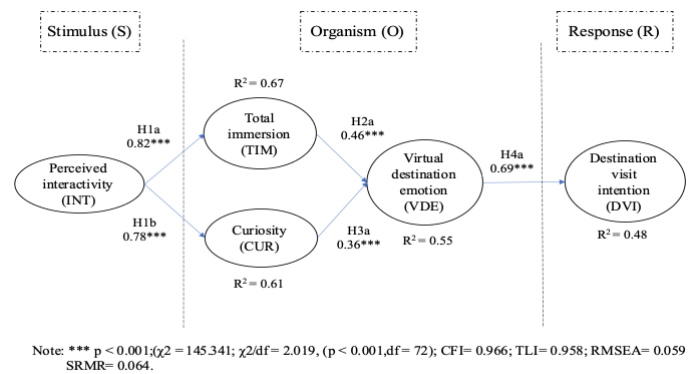 Stimulus (S)
Organism (O)
Response (R)
R² = 0.67
Total
immersion
(TIM)
H1a
0.82***
H2a
0.46***
Perceived
interactivity
(INT)
Virtual
destination
emotion
(VDE)
H4a
0.69***
Destination
visit
intention
(DVI)
H1b
0.78***
Curiosity
(CUR)
H3a
0.36***
R² = 0.55
R² = 0.48
R² = 0.61
Note: *** p < 0.001;(χ2 = 145.341; χ2/df = 2.019, (p < 0.001,df = 72); CFI= 0.966; TLI= 0.958; RMSEA= 0.059
SRMR= 0.064.